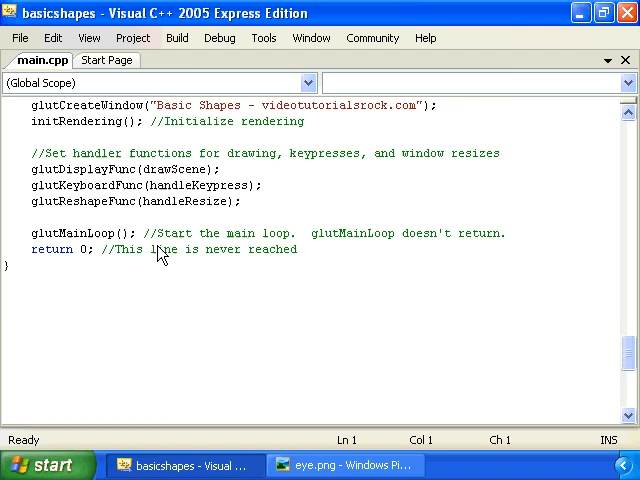 basicshapes - Visual C++ 2005 Express Edition
File Edit View Project Build Debug Tools Window Community Help
main.cpp Start Page
(Global Scope)
glutCreateWindow("Basic Shapes - videotutorialsrock.com");
initRendering(); //Initialize rendering
//Set handler functions for drawing, keypresses, and window resizes
glutDisplayFunc(drawScene);
glutKeyboardFunc(handleKeypress);
glutReshapeFunc(handleResize);
glutMainLoop(); //Start the main loop.  glutMainLoop doesn't return.
return 0; //This line is never reached
}
Ready Ln 1 Col 1 Ch 1 INS
start basicshapes - Visual ... eye.png - Windows Pi...